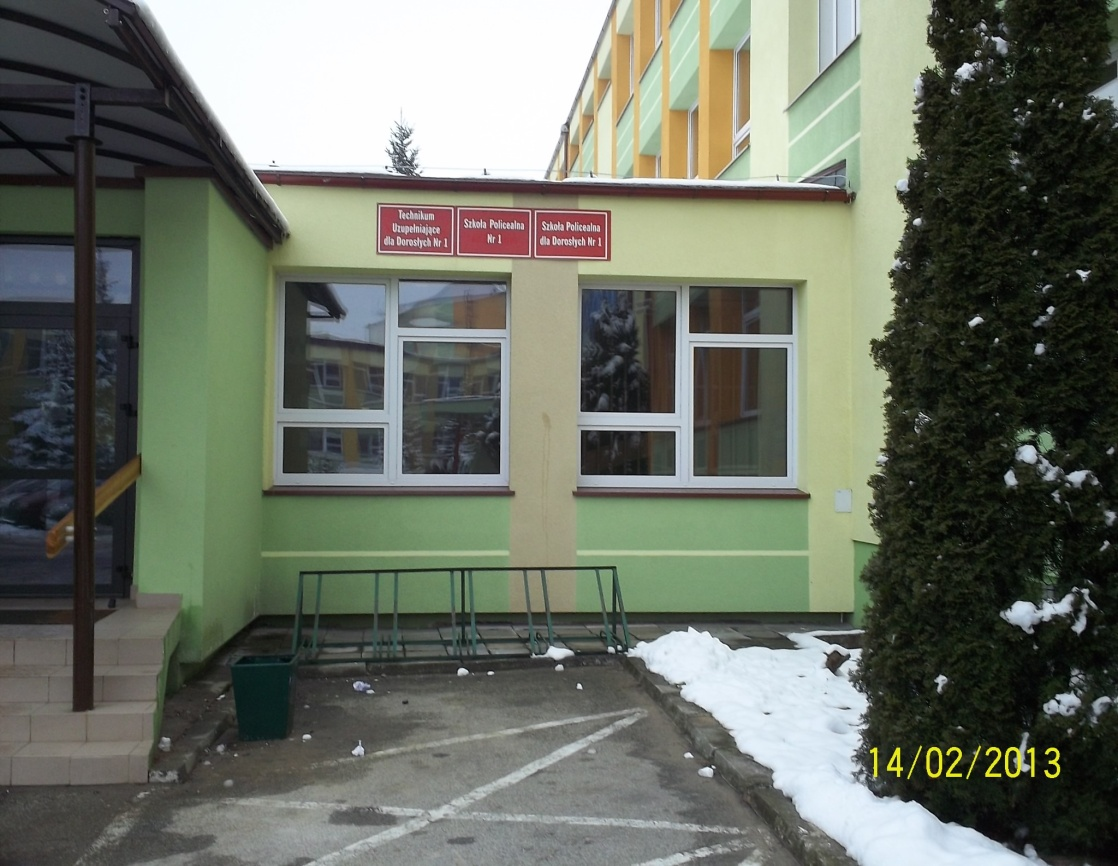 Technikum
Uzupełniające
dla Dorosłych Nr 1
Szkoła Policealna
Nr 1
Szkoła Policealna
dla Dorosłych Nr 1
14/02/2013